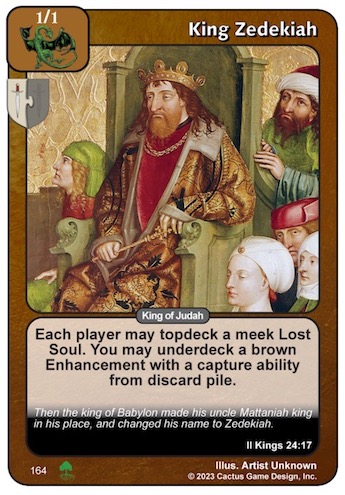 1/1
King Zedekiah
King of Judah
Each player may topdeck a meek Lost
Soul. You may underdeck a brown
Enhancement with a capture ability
from discard pile.
Then the king of Babylon made his uncle Mattaniah king
in his place, and changed his name to Zedekiah.
II Kings 24:17
164
Illus. Artist Unknown
© 2023 Cactus Game Design, Inc.